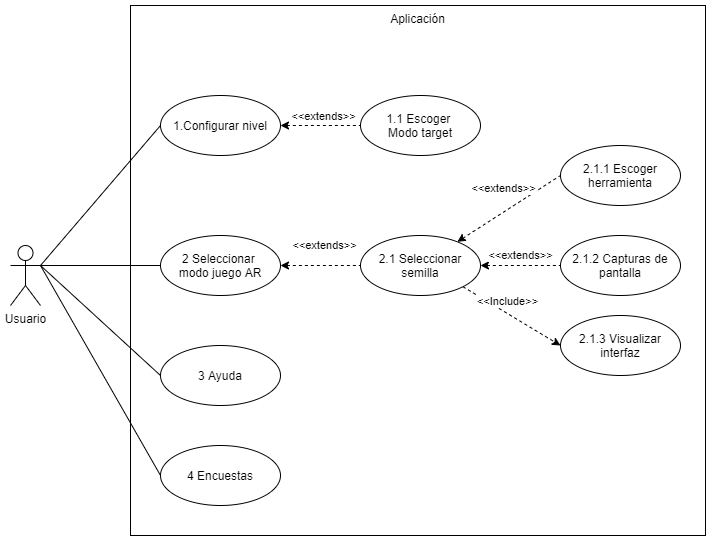 Aplicación
1.Configurar nivel
<<extends>>
1.1 Escoger
Modo target
2.1.1 Escoger
herramienta
<<extends>>
2 Seleccionar
modo juego AR
<<extends>>
2.1 Seleccionar
semilla
<<extends>>
2.1.2 Capturas de
pantalla
<<Include>>
2.1.3 Visualizar
interfaz
Usuario
3 Ayuda
4 Encuestas